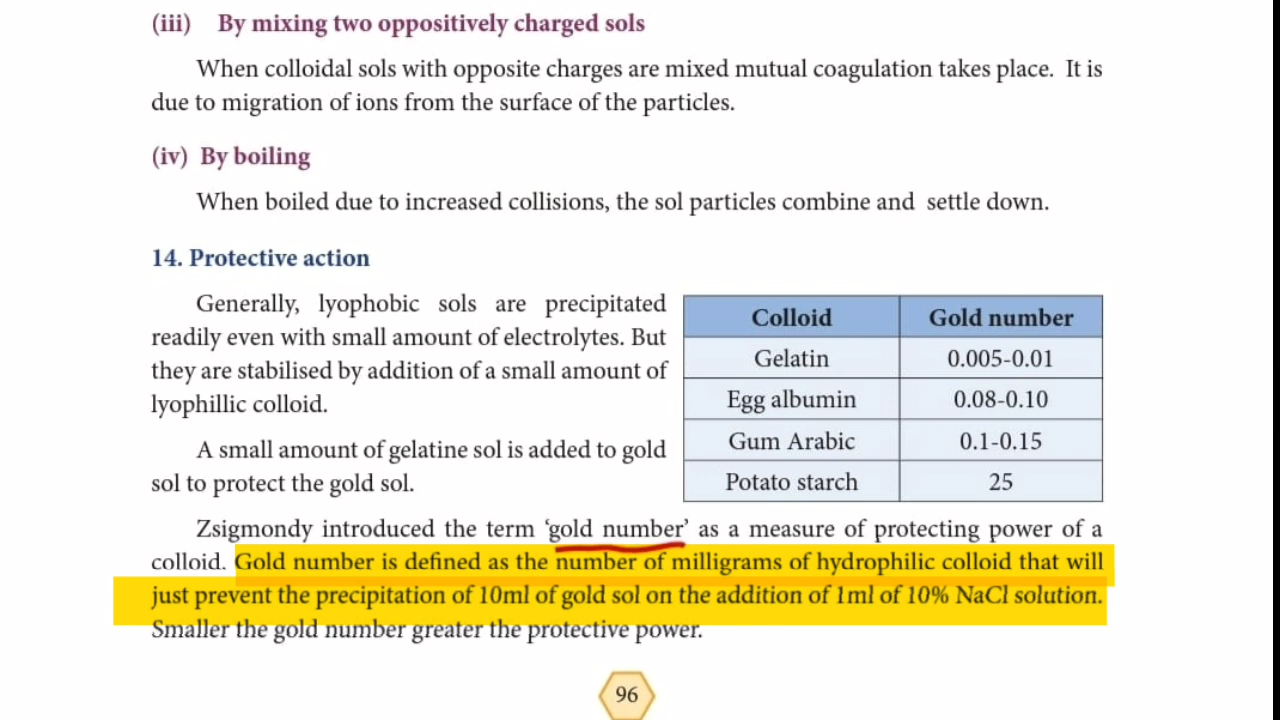 (iii) By mixing two oppositively charged sols
When colloidal sols with opposite charges are mixed mutual coagulation takes place. It is
due to migration of ions from the surface of the particles.
(iv) By boiling
When boiled due to increased collisions, the sol particles combine and settle down.
14. Protective action
Generally, lyophobic sols are precipitated
readily even with small amount of electrolytes. But
they are stabilised by addition of a small amount of
lyophillic colloid.
A small amount of gelatine sol is added to gold
sol to protect the gold sol.
Colloid Gold number
Gelatin 0.005-0.01
Egg albumin 0.08-0.10
Gum Arabic 0.1-0.15
Potato starch 25
Zsigmondy introduced the term ‘gold number’ as a measure of protecting power of a
colloid. Gold number is defined as the number of milligrams of hydrophilic colloid that will
just prevent the precipitation of 10ml of gold sol on the addition of 1ml of 10% NaCl solution.
Smaller the gold number greater the protective power.
96